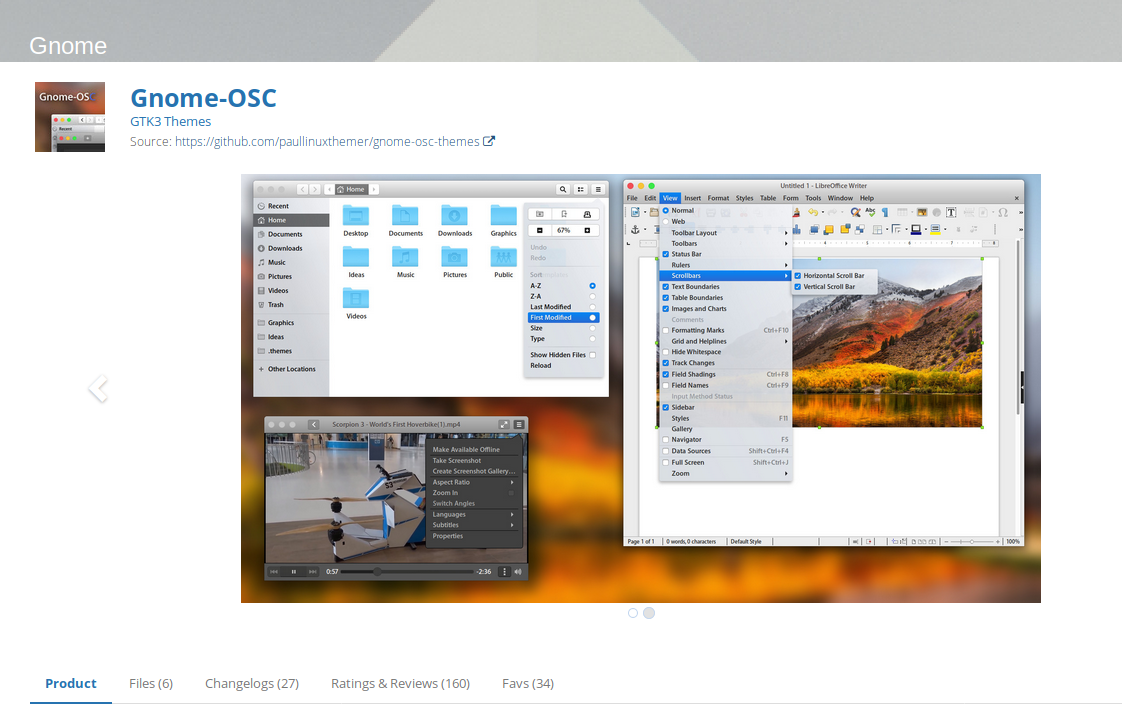 Gnome
Gnome-OSC
Gnome-OSC
GTK3 Themes
Source: https://github.com/paullinuxthemer/gnome-osc-themes
Recent
Home
Recent
Home
Documents
Downloads
Music
Pictures
Videos
Trash
Graphics
Ideas
.themes
Other Locations
Desktop Documents Downloads Graphics
Ideas Music Pictures Public
Videos
67%
Undo
Redo
Sort
A-Z
Z-A
Last Modified
First Modified
Size
Type
Show Hidden Files
Reload
Scorpion 3 - World's First Hoverbike(1).mp4
S3
Make Available Offline
Take Screenshot
Create Screenshot Gallery...
Aspect Ratio
Zoom In
Switch Angles
Languages
Subtitles
Properties
0:57
-2:36
Untitled 1 - LibreOffice Writer
File Edit View Insert Format Styles Table Form Tools Window Help
Normal
Web
Toolbar Layout
Toolbars
Status Bar
Rulers
Scrollbars
Horizontal Scroll Bar
Vertical Scroll Bar
Text Boundaries
Table Boundaries
Images and Charts
Comments
Formatting Marks Ctrl+F10
Grid and Helplines
Hide Whitespace
Track Changes
Field Shadings Ctrl+F8
Field Names Ctrl+F9
Input Method Status
Sidebar
Styles F11
Gallery
Navigator F5
Data Sources Shift+Ctrl+F4
Full Screen Shift+Ctrl+J
Zoom
Page 1 of 1 0 words, 0 characters Default Style 100%
Product Files (6) Changelogs (27) Ratings & Reviews (160) Favs (34)